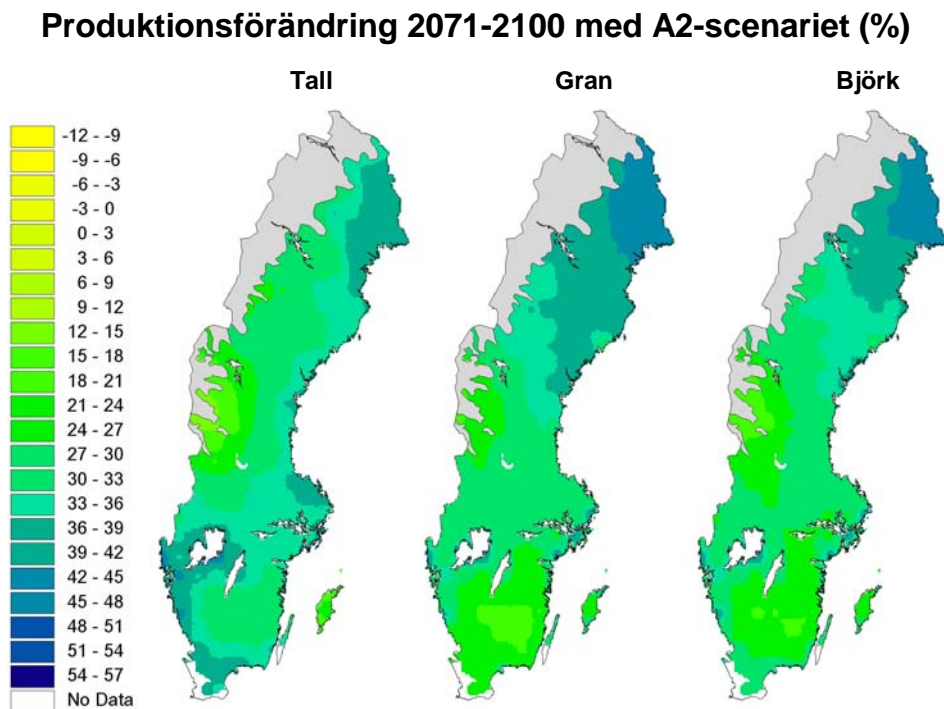 Produktionsförändring 2071-2100 med A2-scenariet (%)
Tall Gran Björk
-12 - -9
-9 - -6
-6 - -3
-3 - 0
0 - 3
3 - 6
6 - 9
9 - 12
12 - 15
15 - 18
18 - 21
21 - 24
24 - 27
27 - 30
30 - 33
33 - 36
36 - 39
39 - 42
42 - 45
45 - 48
48 - 51
51 - 54
54 - 57
No Data